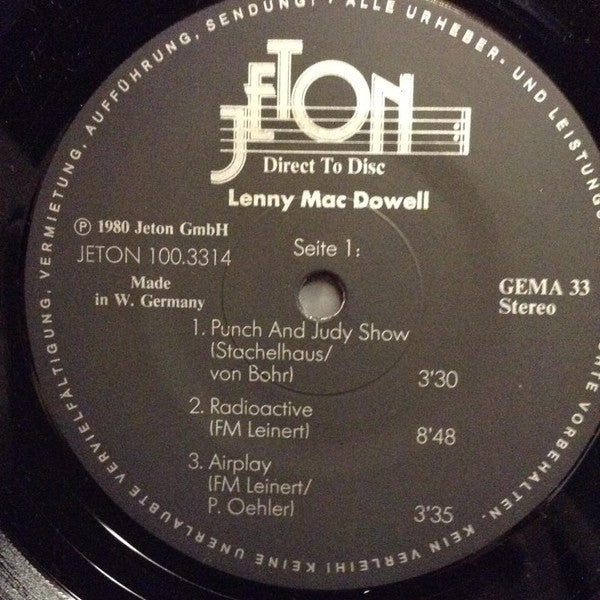 JETON
Direct To Disc
Lenny Mac Dowell
Ⓟ 1980 Jeton GmbH
JETON 100.3314
Seite 1:
Made
in W. Germany
GEMA 33
Stereo
1. Punch And Judy Show
(Stachelhaus/
von Bohr) 3'30
2. Radioactive
(FM Leinert) 8'48
3. Airplay
(FM Leinert/
P. Oehler) 3'35
ALLE URHEBER- UND LEISTUNGS
RTE VORBEHALTEN. KEIN VERLEIH! KEINE UNERLAUBTE VERVIELFÄLTIGUNG, VERMIETUNG, AUFFÜHRUNG, SENDUNG!